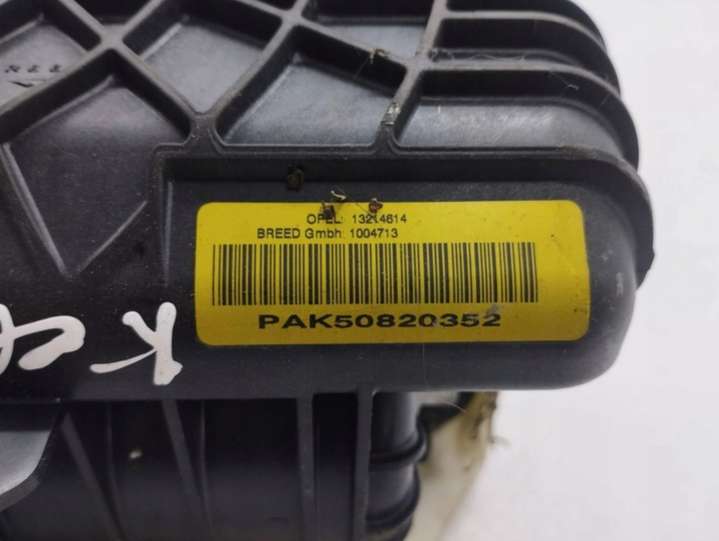 OPEL: 13214614
BREED Gmbh: 1004713
PAK50820352
K